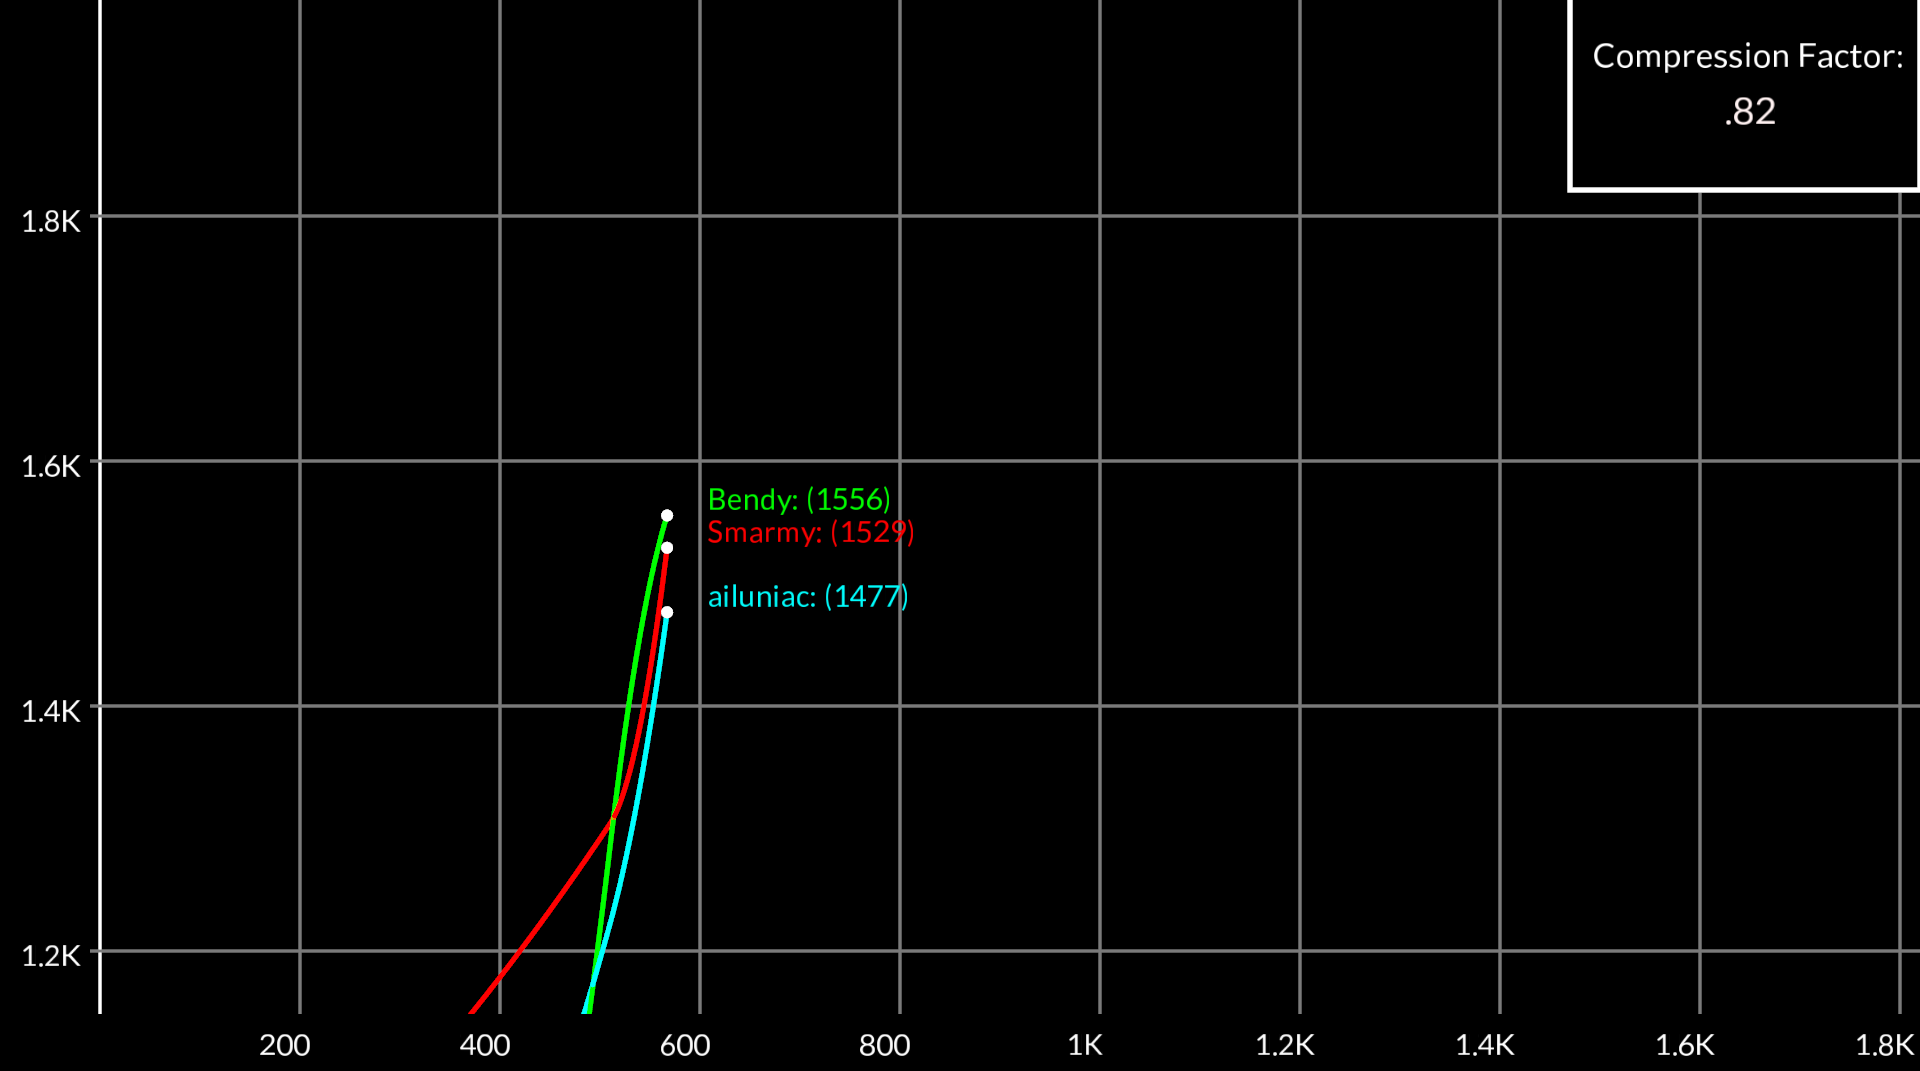 Compression Factor:
.82
1.8K
1.6K
Bendy: (1556)
Smarmy: (1529)
ailuniac: (1477)
1.4K
1.2K
200 400 600 800 1K 1.2K 1.4K 1.6K 1.8K